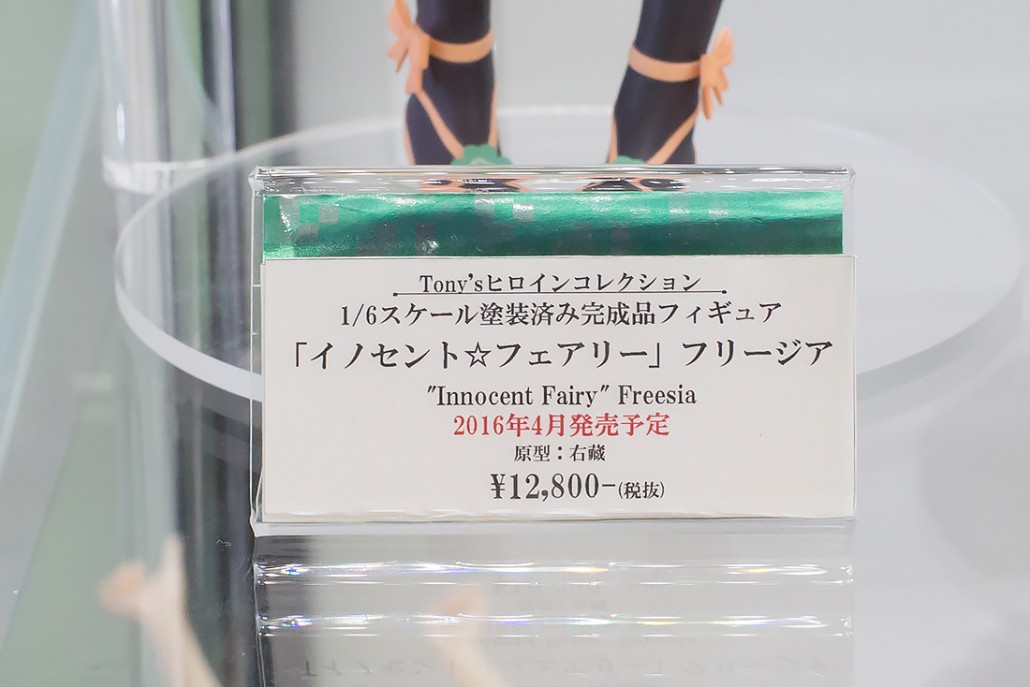 Tony'sヒロインコレクション
1/6スケール塗装済み完成品フィギュア
「イノセント☆フェアリー」フリージア
"Innocent Fairy" Freesia
2016年4月発売予定
原型：右蔵
¥12,800−(税抜)